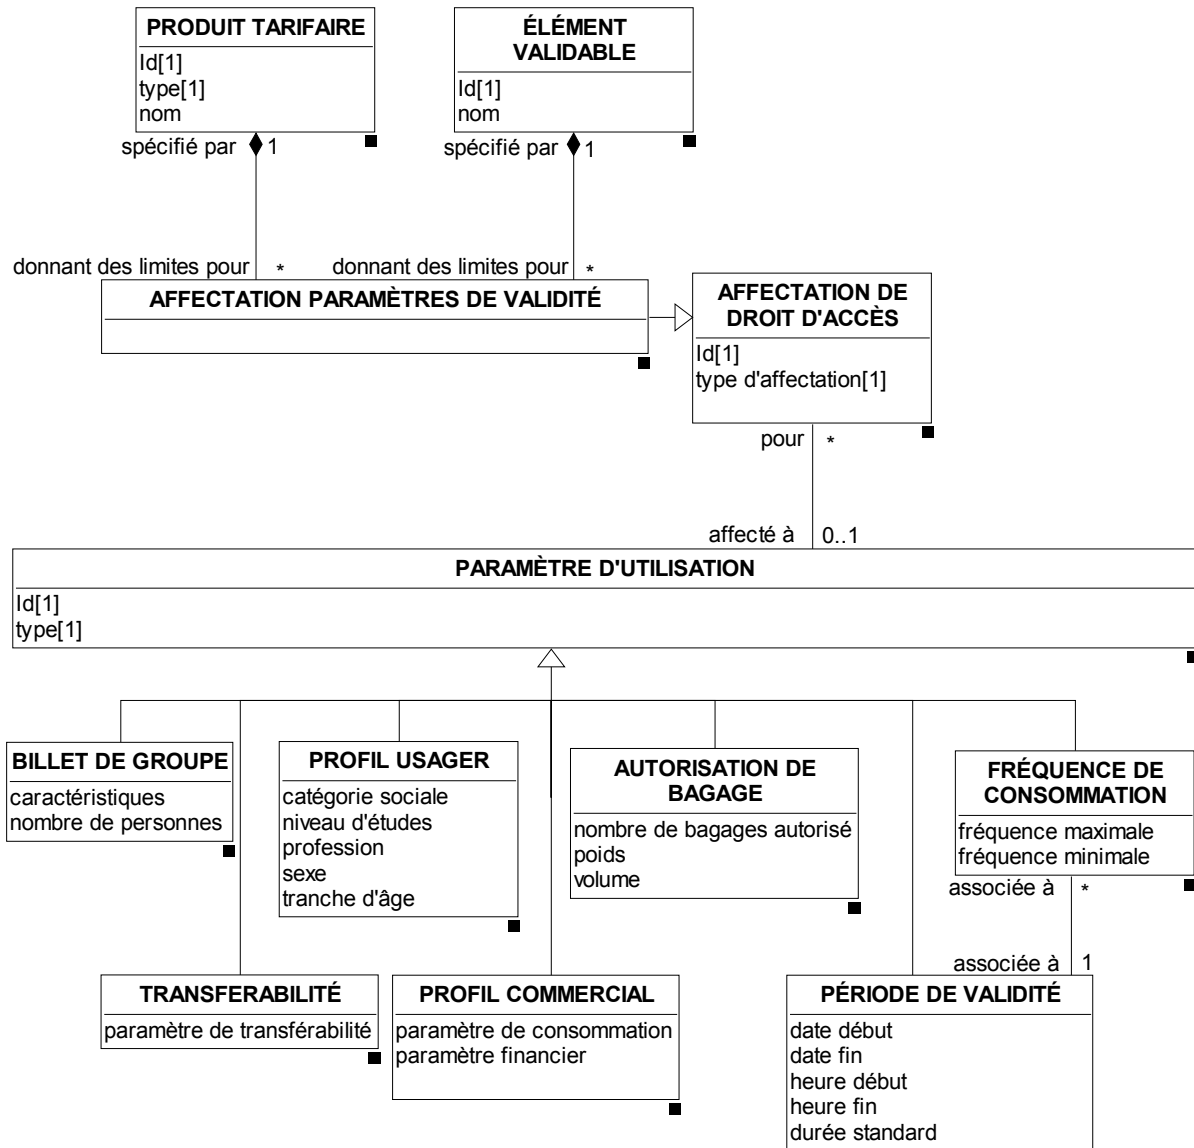 PRODUIT TARIFAIRE
Id[1]
type[1]
nom
ÉLÉMENT
VALIDABLE
Id[1]
nom
spécifié par 1
spécifié par 1
donnant des limites pour *
donnant des limites pour *
AFFECTATION PARAMÈTRES DE VALIDITÉ
AFFECTATION DE
DROIT D'ACCÈS
Id[1]
type d'affectation[1]
pour *
affecté à 0..1
PARAMÈTRE D'UTILISATION
Id[1]
type[1]
BILLET DE GROUPE
caractéristiques
nombre de personnes
PROFIL USAGER
catégorie sociale
niveau d'études
profession
sexe
tranche d'âge
AUTORISATION DE
BAGAGE
nombre de bagages autorisé
poids
volume
FRÉQUENCE DE
CONSOMMATION
fréquence maximale
fréquence minimale
associée à *
associée à 1
TRANSFERABILITÉ
paramètre de transférabilité
PROFIL COMMERCIAL
paramètre de consommation
paramètre financier
PÉRIODE DE VALIDITÉ
date début
date fin
heure début
heure fin
durée standard